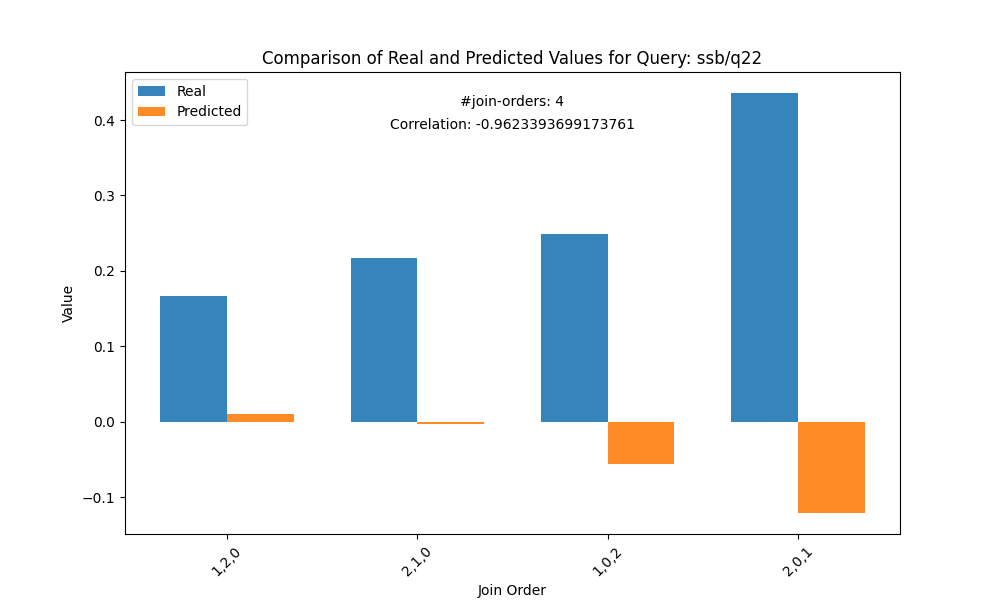 Comparison of Real and Predicted Values for Query: ssb/q22
Real
Predicted
#join-orders: 4
Correlation: -0.9623393699173761
0.4
0.3
0.2
0.1
0.0
−0.1
Value
1,2,0
2,1,0
1,0,2
2,0,1
Join Order